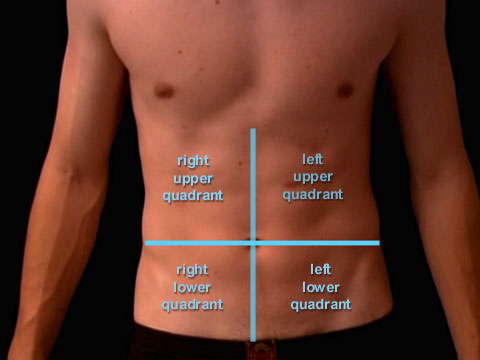 right
upper
quadrant
left
upper
quadrant
right
lower
quadrant
left
lower
quadrant